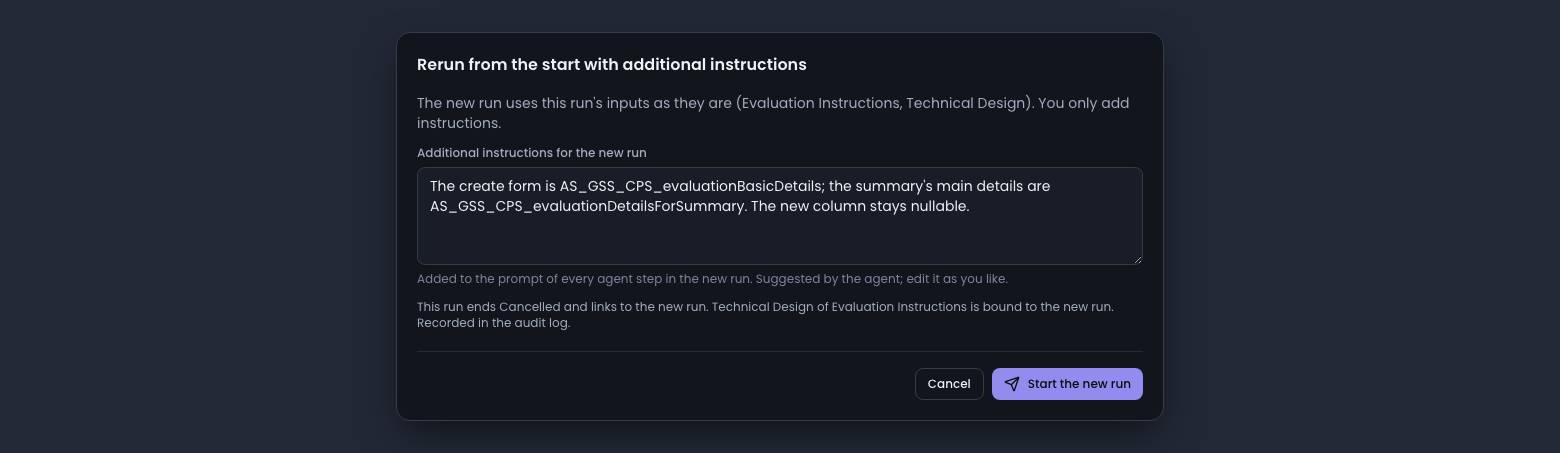 Rerun from the start with additional instructions
The new run uses this run's inputs as they are (Evaluation Instructions, Technical Design). You only add
instructions.
Additional instructions for the new run
The create form is AS_GSS_CPS_evaluationBasicDetails; the summary's main details are
AS_GSS_CPS_evaluationDetailsForSummary. The new column stays nullable.
Added to the prompt of every agent step in the new run. Suggested by the agent; edit it as you like.
This run ends Cancelled and links to the new run. Technical Design of Evaluation Instructions is bound to the new run.
Recorded in the audit log.
Cancel
Start the new run